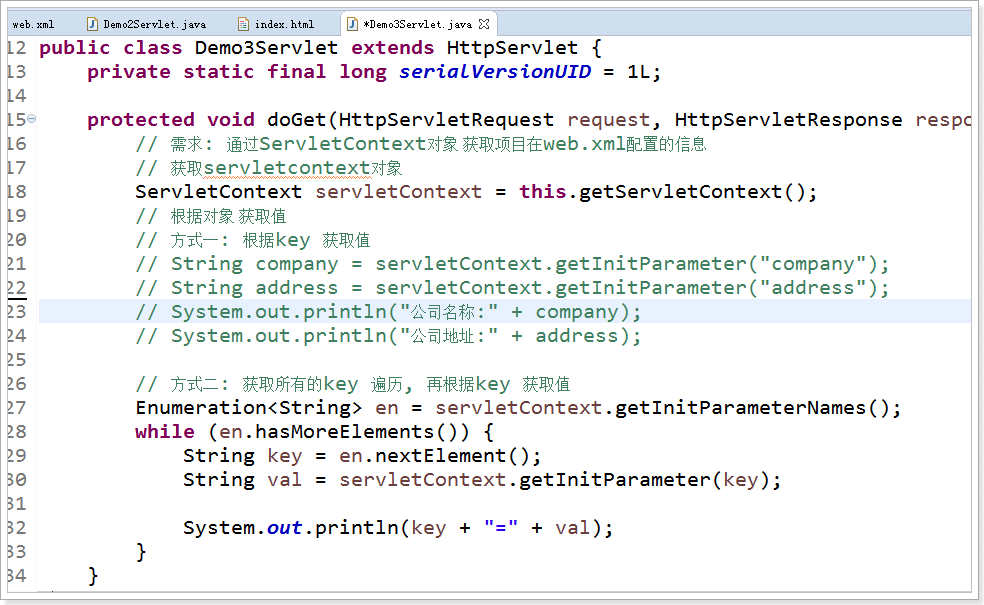 web.xml Demo2Servlet.java index.html *Demo3Servlet.java
12 public class Demo3Servlet extends HttpServlet {
13 private static final long serialVersionUID = 1L;
14
15 protected void doGet(HttpServletRequest request, HttpServletResponse respo
16 // 需求: 通过ServletContext对象 获取项目在web.xml配置的信息
17 // 获取servletcontext对象
18 ServletContext servletContext = this.getServletContext();
19 // 根据对象 获取值
20 // 方式一: 根据key 获取值
21 // String company = servletContext.getInitParameter("company");
22 // String address = servletContext.getInitParameter("address");
23 // System.out.println("公司名称:" + company);
24 // System.out.println("公司地址:" + address);
25
26 // 方式二: 获取所有的key 遍历, 再根据key 获取值
27 Enumeration<String> en = servletContext.getInitParameterNames();
28 while (en.hasMoreElements()) {
29 String key = en.nextElement();
30 String val = servletContext.getInitParameter(key);
31
32 System.out.println(key + "=" + val);
33 }
34 }